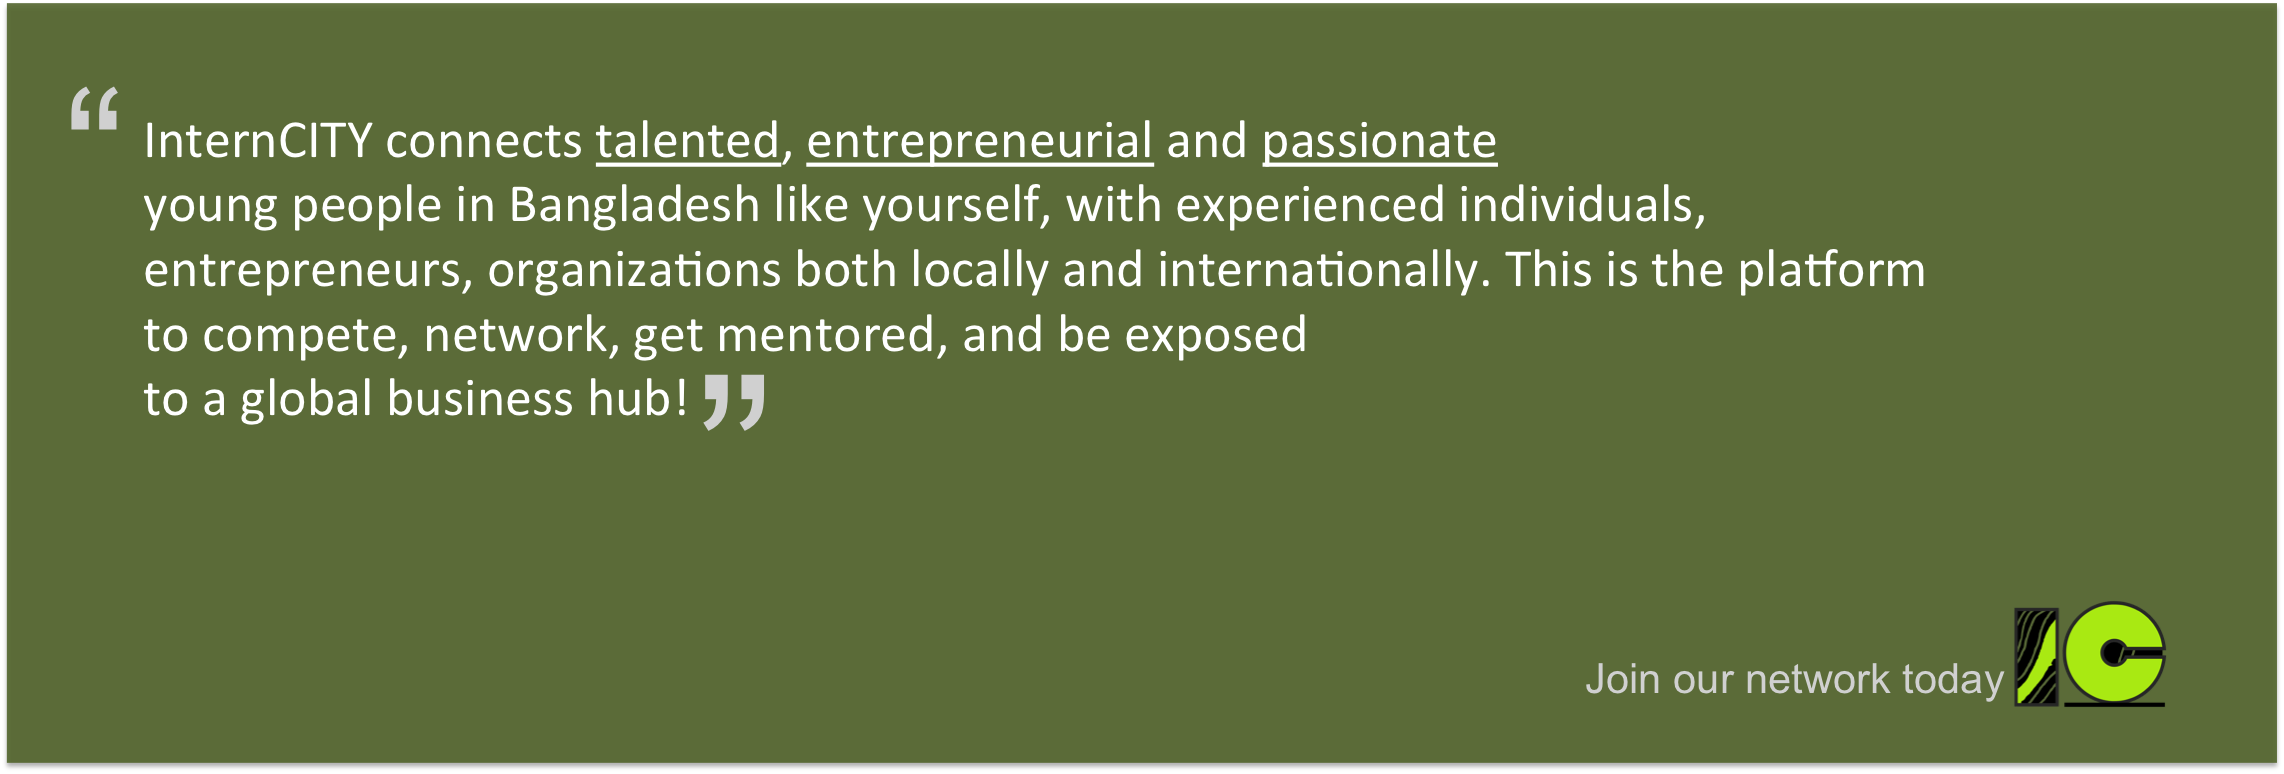 “ InternCITY connects talented, entrepreneurial and passionate
young people in Bangladesh like yourself, with experienced individuals,
entrepreneurs, organizations both locally and internationally. This is the platform
to compete, network, get mentored, and be exposed
to a global business hub! ”
Join our network today IC